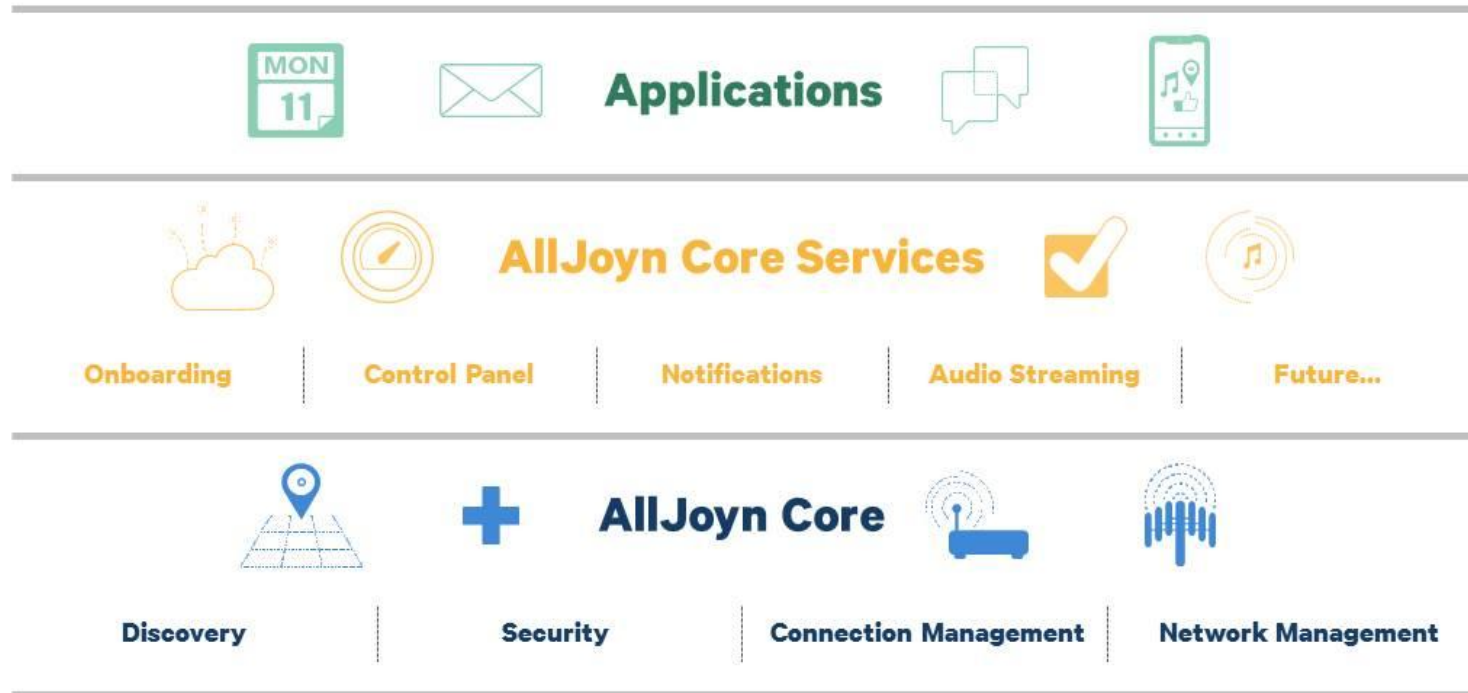 MON
11
Applications
AllJoyn Core Services
Onboarding
Control Panel
Notifications
Audio Streaming
Future...
AllJoyn Core
Discovery
Security
Connection Management
Network Management